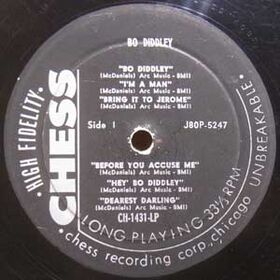 BO DIDDLEY
"BO DIDDLEY"
(McDaniels) Arc Music - BMI)
"I'M A MAN"
(McDaniels) Arc Music - BMI)
"BRING IT TO JEROME"
(McDaniels) Arc Music - BMI)
Side 1 J80P-5247
"BEFORE YOU ACCUSE ME"
(McDaniels) Arc Music - BMI)
"HEY' BO DIDDLEY"
(McDaniels) Arc Music - BMI)
"DEAREST DARLING"
(McDaniels) Arc Music - BMI)
CH-1431-LP
CHESS
· HIGH FIDELITY ·
LONG PLAYING 33⅓ RPM
UNBREAKABLE ·
chess recording corp., chicago